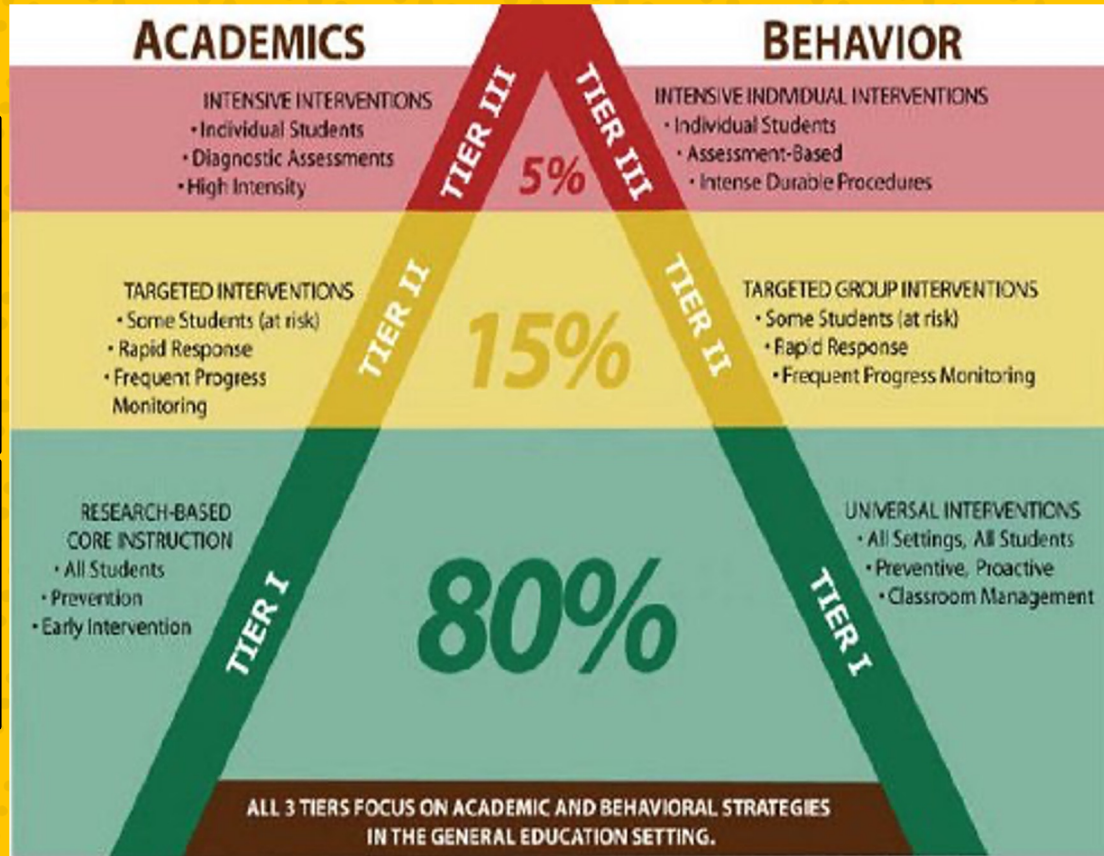 ACADEMICS
BEHAVIOR
INTENSIVE INTERVENTIONS
• Individual Students
• Diagnostic Assessments
• High Intensity
TIER III
5%
TIER III
INTENSIVE INDIVIDUAL INTERVENTIONS
• Individual Students
• Assessment-Based
• Intense Durable Procedures
TARGETED INTERVENTIONS
• Some Students (at risk)
• Rapid Response
• Frequent Progress
Monitoring
TIER II
15%
TIER II
TARGETED GROUP INTERVENTIONS
• Some Students (at risk)
• Rapid Response
• Frequent Progress Monitoring
RESEARCH-BASED
CORE INSTRUCTION
• All Students
• Prevention
• Early Intervention
TIER I
80%
TIER I
UNIVERSAL INTERVENTIONS
• All Settings, All Students
• Preventive, Proactive
• Classroom Management
ALL 3 TIERS FOCUS ON ACADEMIC AND BEHAVIORAL STRATEGIES
IN THE GENERAL EDUCATION SETTING.